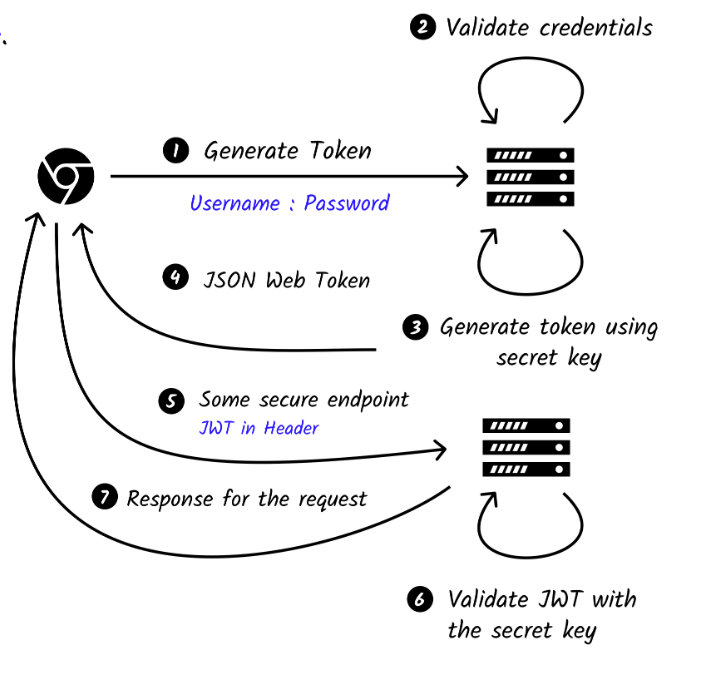 2 Validate credentials
1 Generate Token
Username : Password
4 JSON Web Token
3 Generate token using
secret key
5 Some secure endpoint
JWT in Header
7 Response for the request
6 Validate JWT with
the secret key